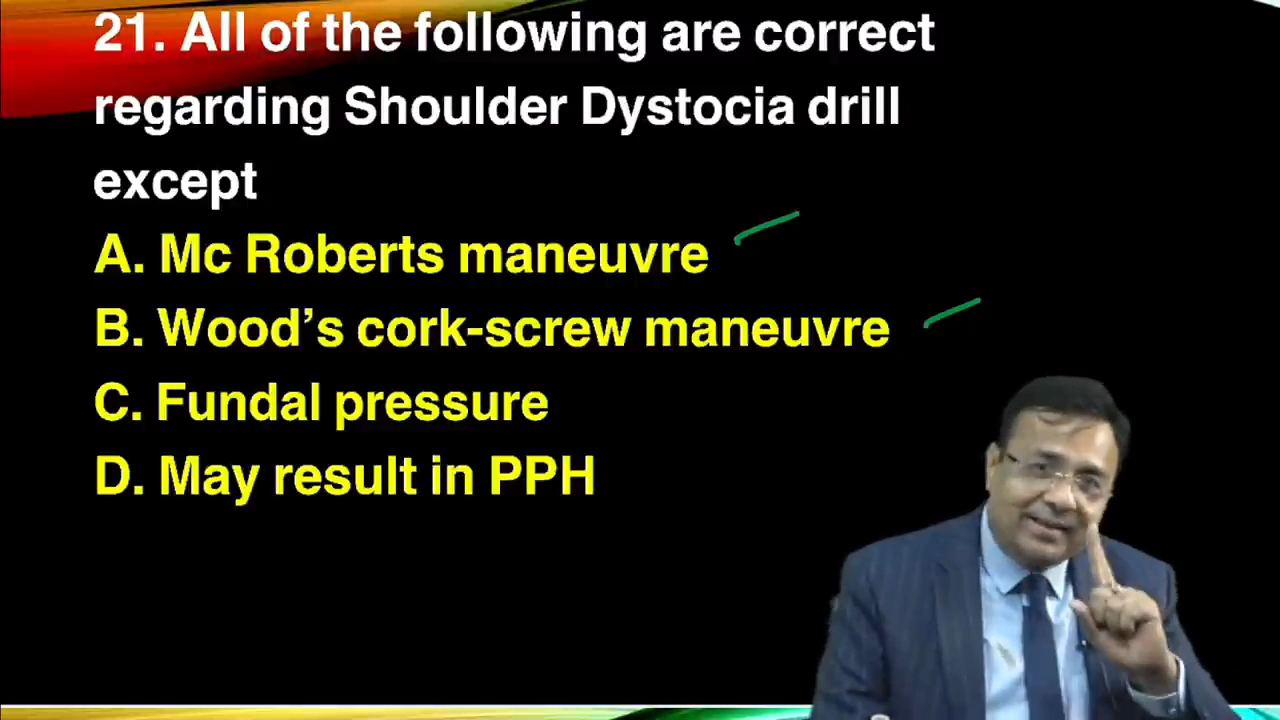 21. All of the following are correct
regarding Shoulder Dystocia drill
except
A. Mc Roberts maneuvre
B. Wood’s cork-screw maneuvre
C. Fundal pressure
D. May result in PPH